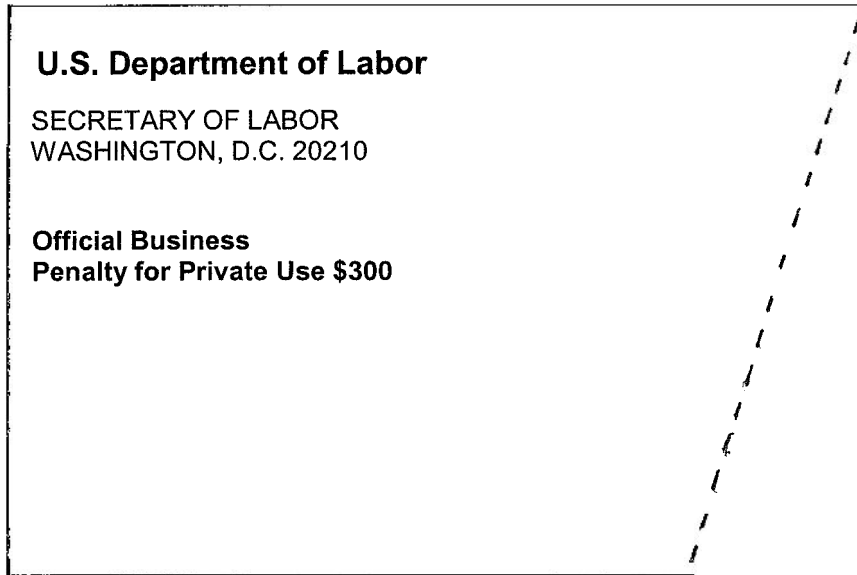 U.S. Department of Labor
SECRETARY OF LABOR
WASHINGTON, D.C. 20210
Official Business
Penalty for Private Use $300